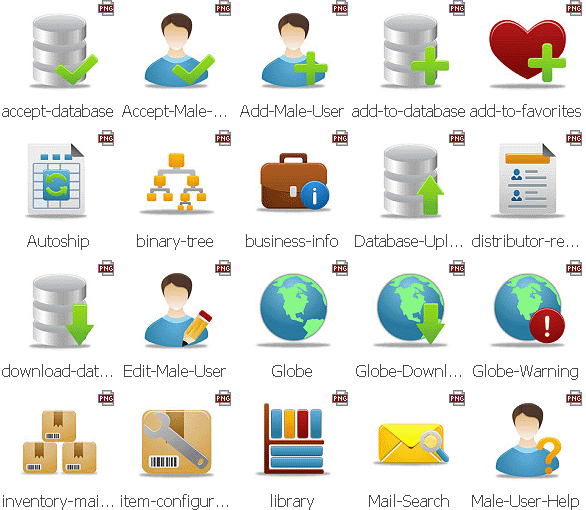 PNG PNG PNG PNG PNG
accept-database Accept-Male-... Add-Male-User add-to-database add-to-favorites
PNG PNG PNG PNG PNG
Autoship binary-tree business-info Database-Upl... distributor-re...
PNG PNG PNG PNG PNG
download-dat... Edit-Male-User Globe Globe-Downl... Globe-Warning
PNG PNG PNG PNG PNG
inventory-mai... item-configur... library Mail-Search Male-User-Help